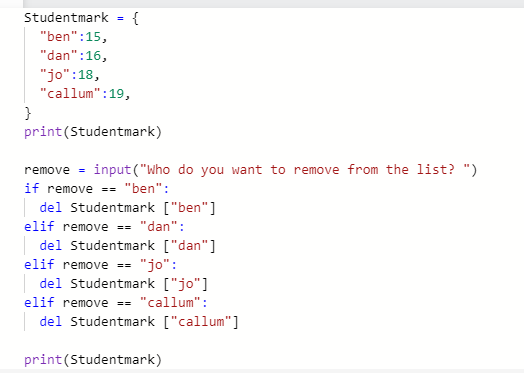 Studentmark = {
"ben":15,
"dan":16,
"jo":18,
"callum":19,
}
print(Studentmark)
remove = input("Who do you want to remove from the list? ")
if remove == "ben":
del Studentmark ["ben"]
elif remove == "dan":
del Studentmark ["dan"]
elif remove == "jo":
del Studentmark ["jo"]
elif remove == "callum":
del Studentmark ["callum"]
print(Studentmark)